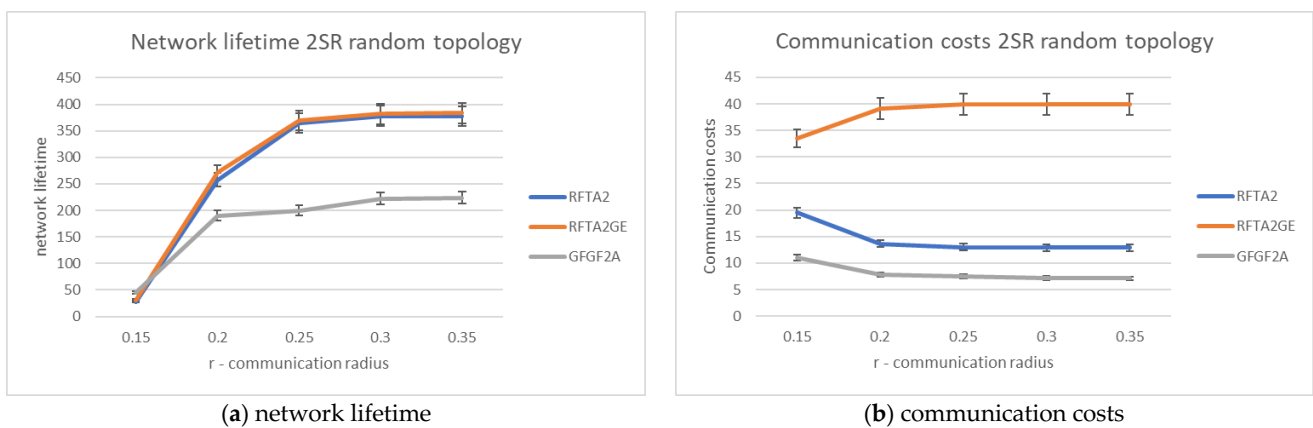 Network lifetime 2SR random topology
450
400
350
300
250
200
150
100
50
0
network lifetime
0.15 0.2 0.25 0.3 0.35
r - communication radius
RFTA2
RFTA2GE
GFGF2A
(a) network lifetime
Communication costs 2SR random topology
45
40
35
30
25
20
15
10
5
0
Communication costs
0.15 0.2 0.25 0.3 0.35
r - communication radius
RFTA2
RFTA2GE
GFGF2A
(b) communication costs